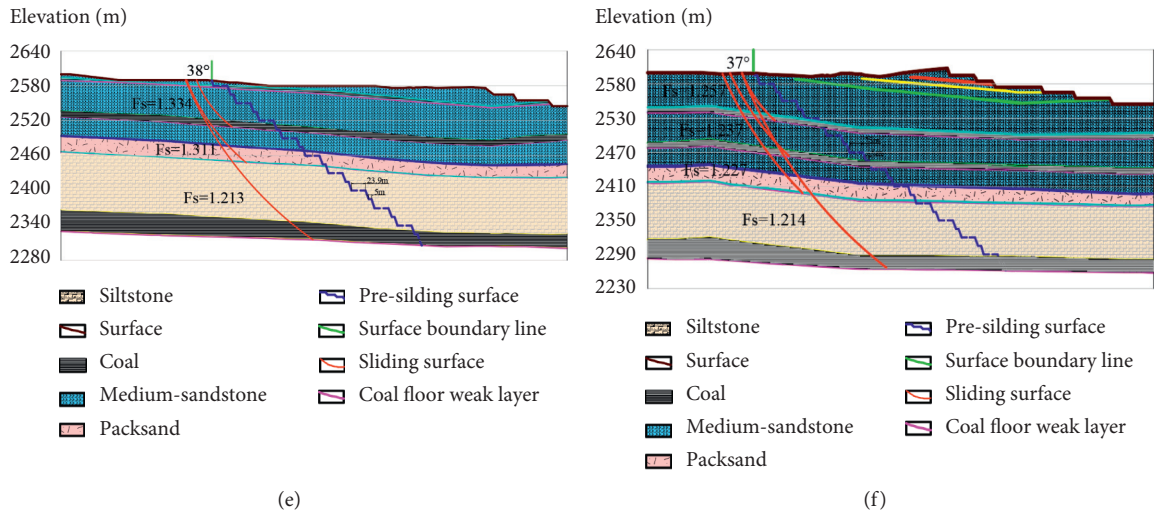 Elevation (m)
2640
2580
2520
2460
2400
2340
2280
38°
Fs=1.334
Fs=1.311
Fs=1.213
23.9m
5m
Siltstone
Surface
Coal
Medium-sandstone
Packsand
Pre-silding surface
Surface boundary line
Sliding surface
Coal floor weak layer
(e)
Elevation (m)
2640
2590
2530
2470
2410
2350
2290
2230
37°
Fs=1.257
Fs=1.237
Fs=1.227
Fs=1.214
Siltstone
Surface
Coal
Medium-sandstone
Packsand
Pre-silding surface
Surface boundary line
Sliding surface
Coal floor weak layer
(f)